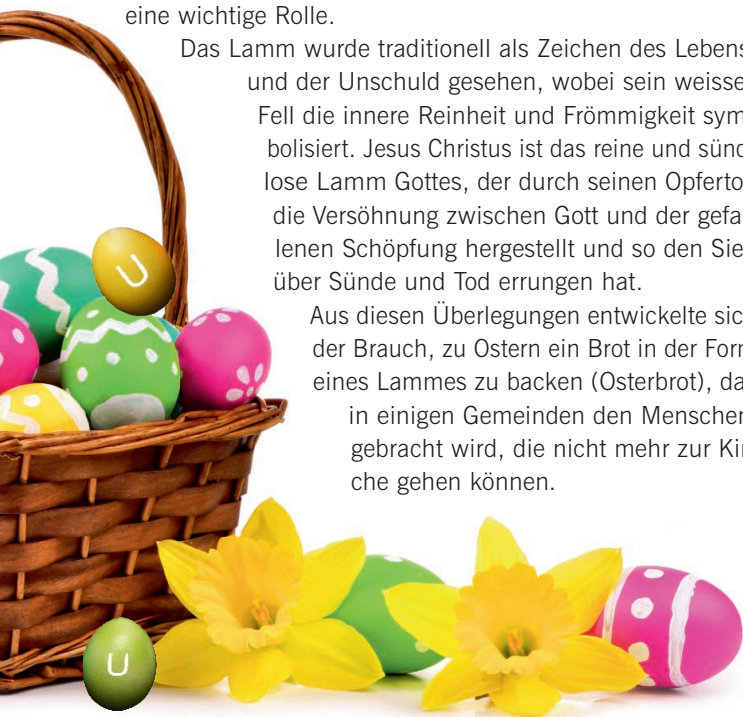 eine wichtige Rolle.
Das Lamm wurde traditionell als Zeichen des Lebens
und der Unschuld gesehen, wobei sein weisse
Fell die innere Reinheit und Frömmigkeit sym
bolisiert. Jesus Christus ist das reine und sünd
lose Lamm Gottes, der durch seinen Opferto
die Versöhnung zwischen Gott und der gefa
lenen Schöpfung hergestellt und so den Sie
über Sünde und Tod errungen hat.
Aus diesen Überlegungen entwickelte sic
der Brauch, zu Ostern ein Brot in der Form
eines Lammes zu backen (Osterbrot), da
in einigen Gemeinden den Menschen
gebracht wird, die nicht mehr zur Kir
che gehen können.
U
U